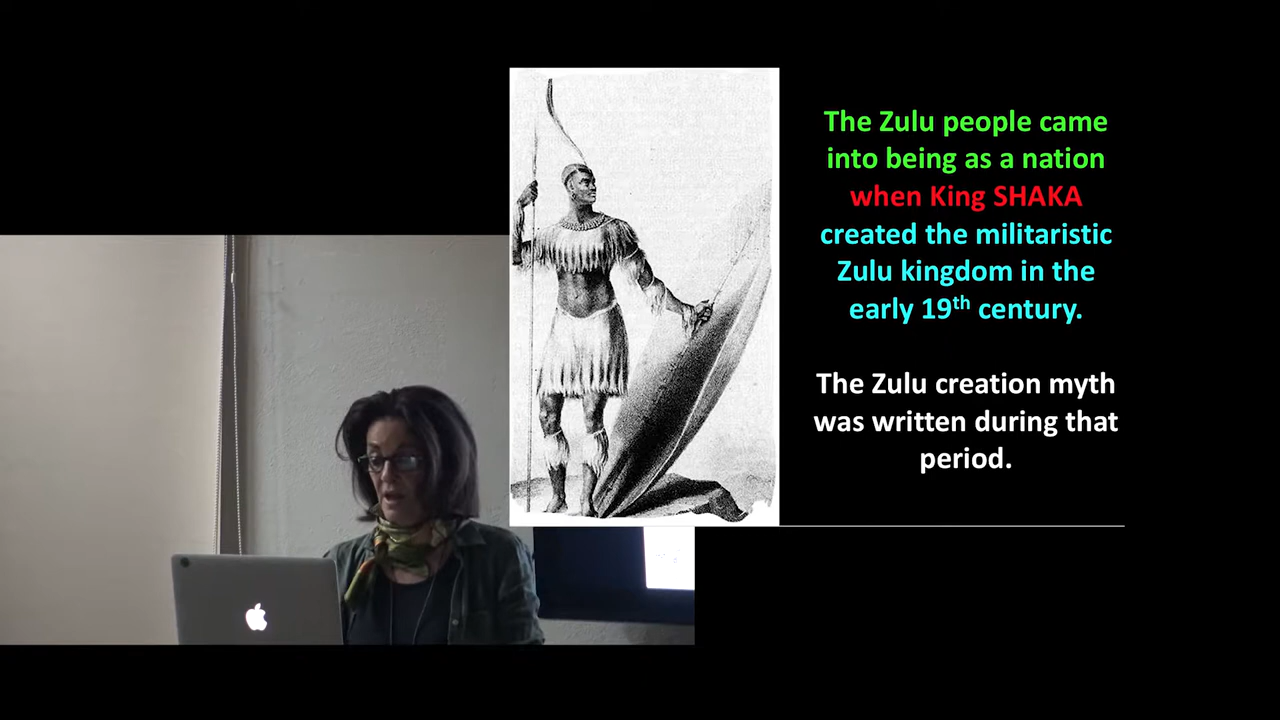 The Zulu people came
into being as a nation
when King SHAKA
created the militaristic
Zulu kingdom in the
early 19th century.
The Zulu creation myth
was written during that
period.